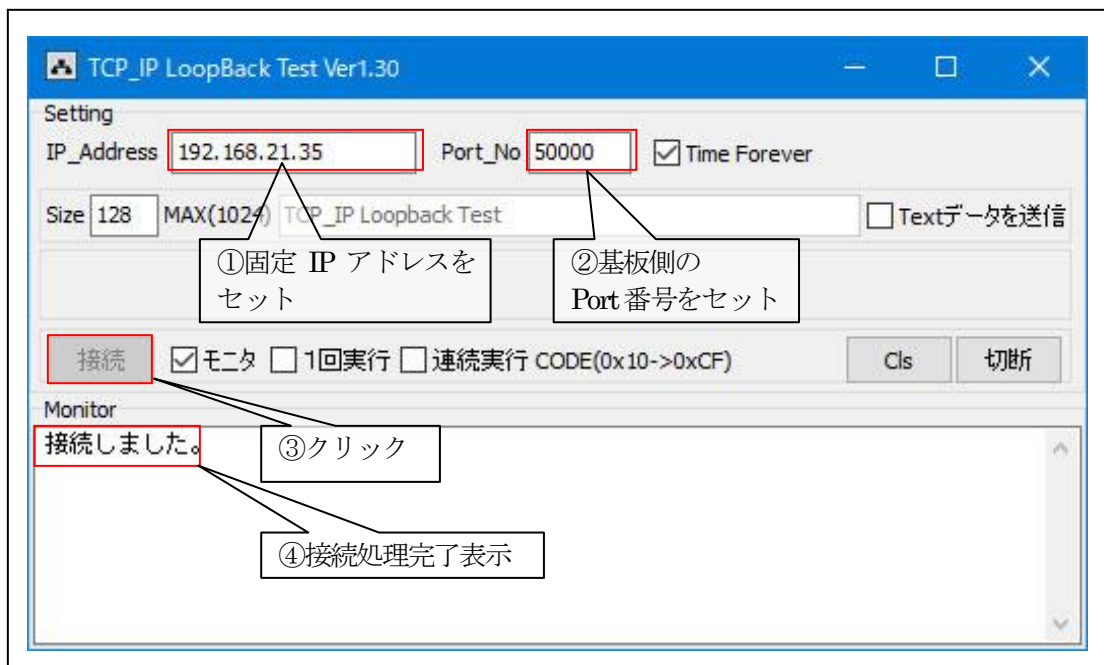 TCP_IP LoopBack Test Ver1.30
Setting
IP_Address 192.168.21.35 Port_No 50000 Time Forever
Size 128 MAX(1024) TCP_IP Loopback Test Textデータを送信
①固定 IP アドレスを
セット
②基板側の
Port 番号をセット
接続 モニタ 1回実行 連続実行 CODE(0x10->0xCF) Cls 切断
Monitor
接続しました。
③クリック
④接続処理完了表示